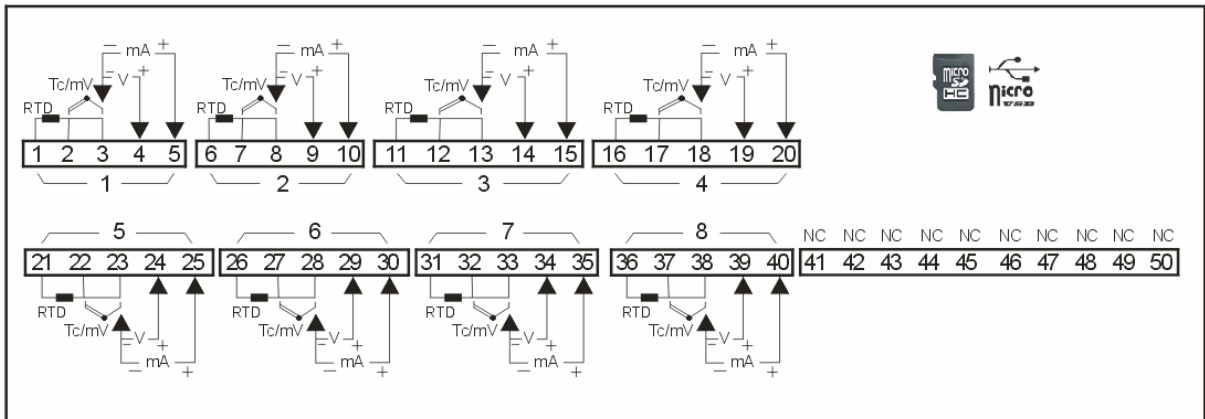 − mA + − mA + − mA + − mA +
Tc/mV = V + Tc/mV = V + Tc/mV = V + Tc/mV = V +
RTD RTD RTD RTD
micro SD HC micro USB
1 2 3 4 5 6 7 8 9 10 11 12 13 14 15 16 17 18 19 20
1 2 3 4
5 6 7 8 NC NC NC NC NC NC NC NC NC NC
21 22 23 24 25 26 27 28 29 30 31 32 33 34 35 36 37 38 39 40 41 42 43 44 45 46 47 48 49 50
RTD RTD RTD RTD
Tc/mV = V + Tc/mV = V + Tc/mV = V + Tc/mV = V +
− mA + − mA + − mA + − mA +